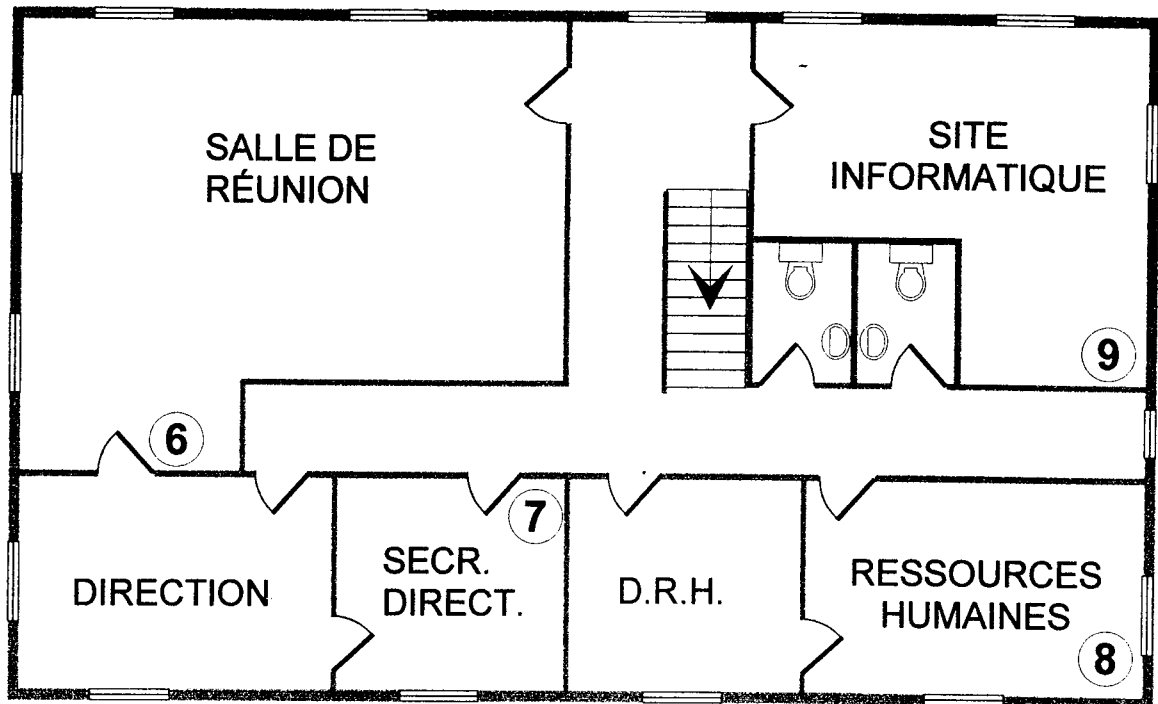 SALLE DE
RÉUNION
SITE
INFORMATIQUE
9
6
7
DIRECTION
SECR.
DIRECT.
D.R.H.
RESSOURCES
HUMAINES
8